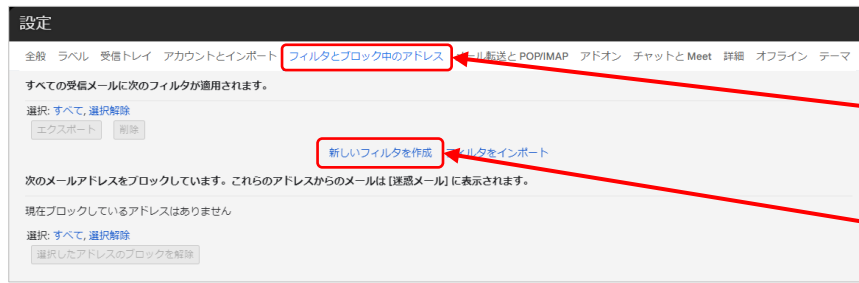 設定
全般 ラベル 受信トレイ アカウントとインポート フィルタとブロック中のアドレス メール転送と POP/IMAP アドオン チャットと Meet 詳細 オフライン テーマ
すべての受信メールに次のフィルタが適用されます。
選択: すべて, 選択解除
エクスポート 削除
新しいフィルタを作成 フィルタをインポート
次のメールアドレスをブロックしています。これらのアドレスからのメールは [迷惑メール] に表示されます。
現在ブロックしているアドレスはありません
選択: すべて, 選択解除
選択したアドレスのブロックを解除